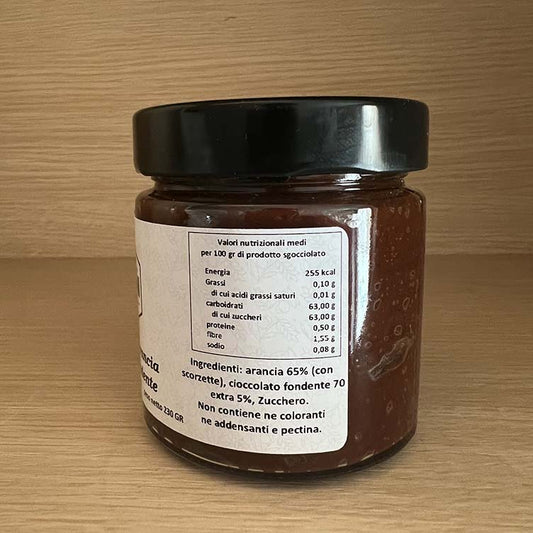 Valori nutrizionali medi
per 100 gr di prodotto sgocciolato
Energia 255 kcal
Grassi 0,10 g
di cui acidi grassi saturi 0,01 g
carboidrati 63,00 g
di cui zuccheri 63,00 g
proteine 0,50 g
fibre 1,55 g
sodio 0,08 g
Ingredienti: arancia 65% (con
scorzette), cioccolato fondente 70
extra 5%, Zucchero.
Non contiene ne coloranti
ne addensanti e pectina.
netto 230 GR